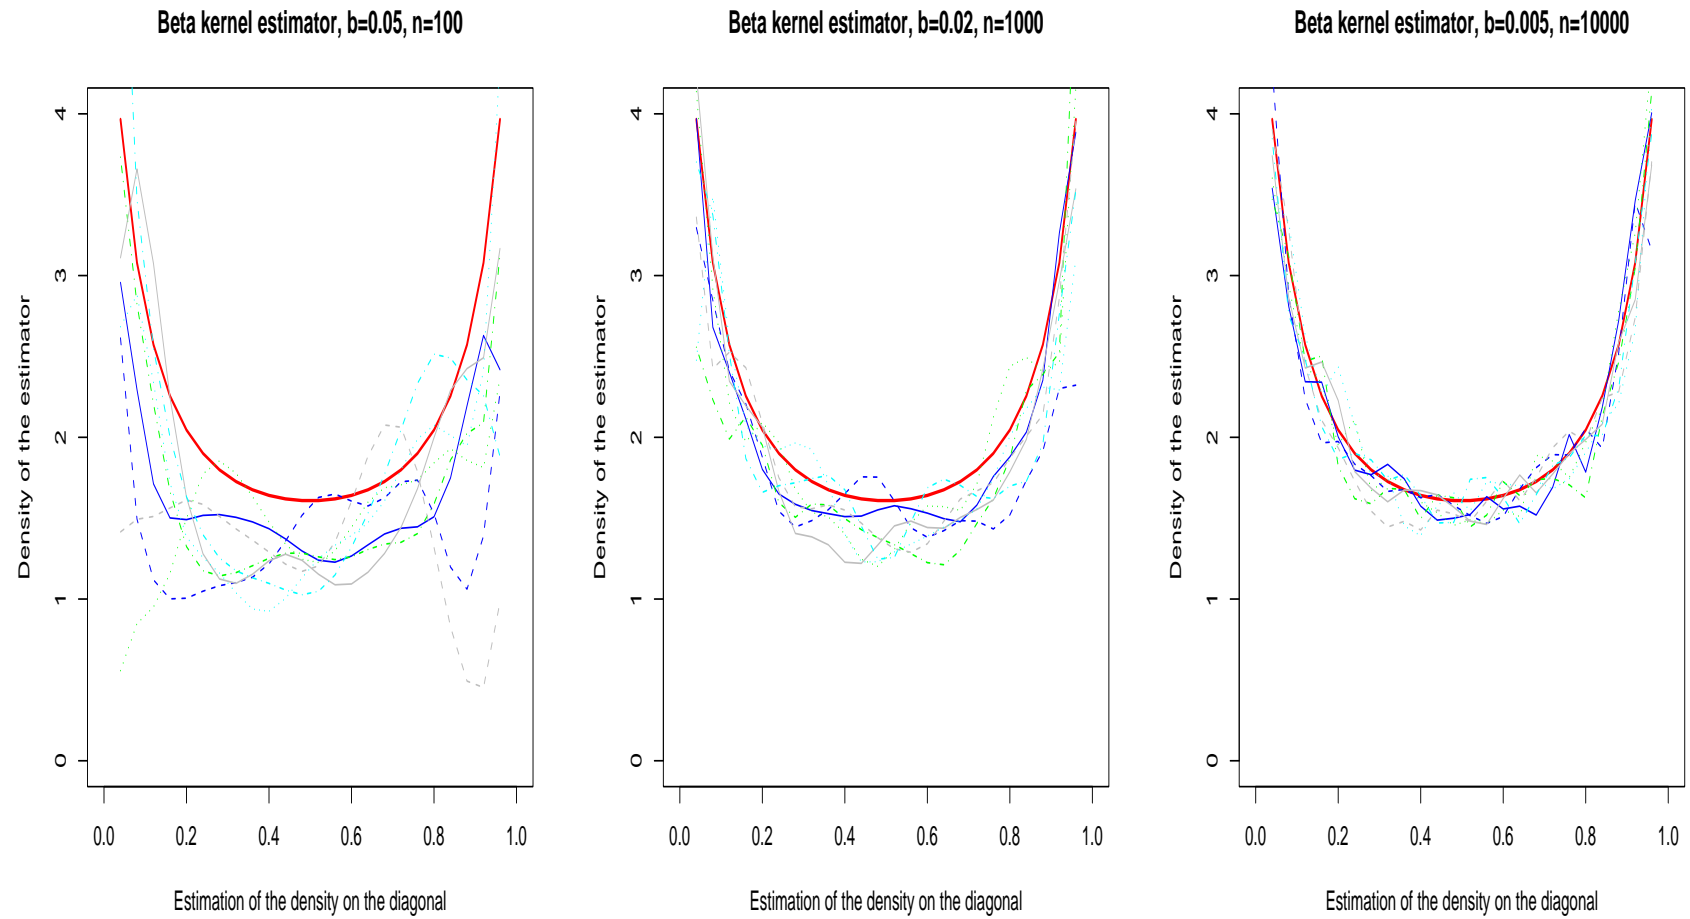 Beta kernel estimator, b=0.05, n=100
Density of the estimator
4
3
2
1
0
0.0 0.2 0.4 0.6 0.8 1.0
Estimation of the density on the diagonal
Beta kernel estimator, b=0.02, n=1000
Density of the estimator
4
3
2
1
0
0.0 0.2 0.4 0.6 0.8 1.0
Estimation of the density on the diagonal
Beta kernel estimator, b=0.005, n=10000
Density of the estimator
4
3
2
1
0
0.0 0.2 0.4 0.6 0.8 1.0
Estimation of the density on the diagonal